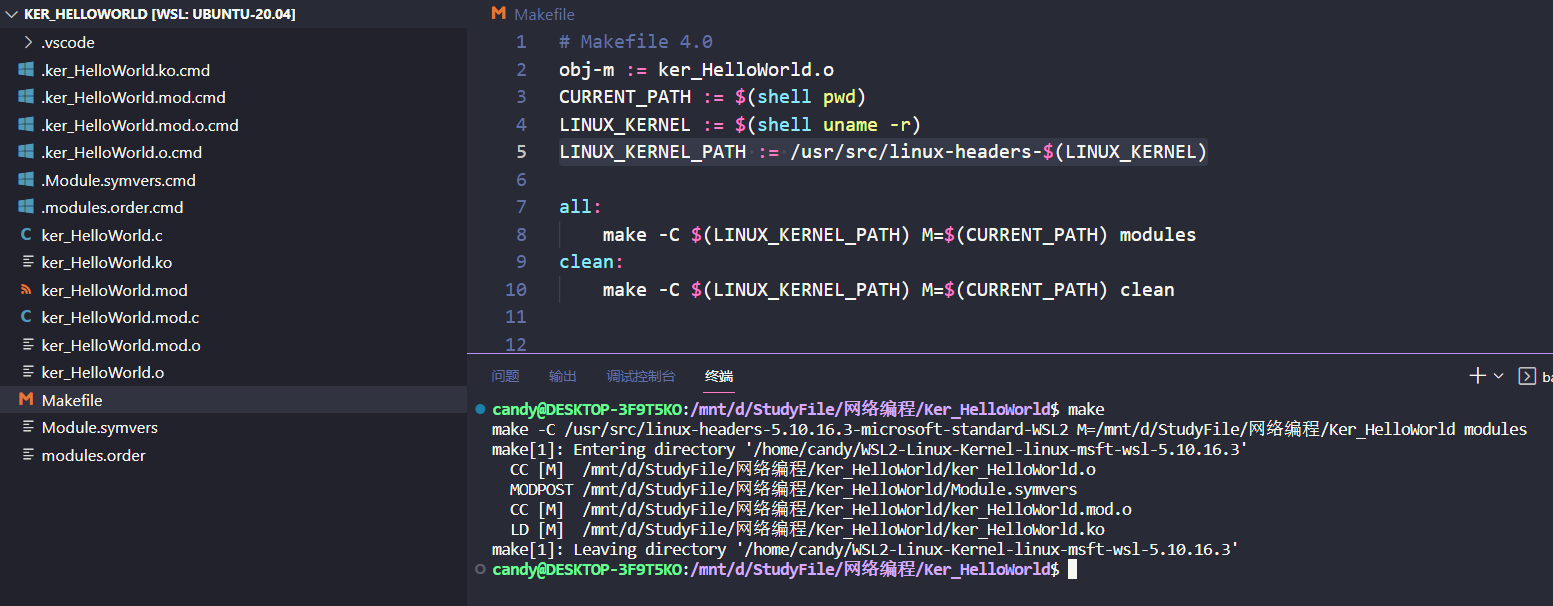 KER_HELLOWORLD [WSL: UBUNTU-20.04]
.vscode
.ker_HelloWorld.ko.cmd
.ker_HelloWorld.mod.cmd
.ker_HelloWorld.mod.o.cmd
.ker_HelloWorld.o.cmd
.Module.symvers.cmd
.modules.order.cmd
C ker_HelloWorld.c
ker_HelloWorld.ko
ker_HelloWorld.mod
C ker_HelloWorld.mod.c
ker_HelloWorld.mod.o
ker_HelloWorld.o
M Makefile
Module.symvers
modules.order
M Makefile
1 # Makefile 4.0
2 obj-m := ker_HelloWorld.o
3 CURRENT_PATH := $(shell pwd)
4 LINUX_KERNEL := $(shell uname -r)
5 LINUX_KERNEL_PATH := /usr/src/linux-headers-$(LINUX_KERNEL)
6
7 all:
8 make -C $(LINUX_KERNEL_PATH) M=$(CURRENT_PATH) modules
9 clean:
10 make -C $(LINUX_KERNEL_PATH) M=$(CURRENT_PATH) clean
11
12
问题 输出 调试控制台 终端 ba
candy@DESKTOP-3F9T5KO:/mnt/d/StudyFile/网络编程/Ker_HelloWorld$ make
make -C /usr/src/linux-headers-5.10.16.3-microsoft-standard-WSL2 M=/mnt/d/StudyFile/网络编程/Ker_HelloWorld modules
make[1]: Entering directory '/home/candy/WSL2-Linux-Kernel-linux-msft-wsl-5.10.16.3'
CC [M] /mnt/d/StudyFile/网络编程/Ker_HelloWorld/ker_HelloWorld.o
MODPOST /mnt/d/StudyFile/网络编程/Ker_HelloWorld/Module.symvers
CC [M] /mnt/d/StudyFile/网络编程/Ker_HelloWorld/ker_HelloWorld.mod.o
LD [M] /mnt/d/StudyFile/网络编程/Ker_HelloWorld/ker_HelloWorld.ko
make[1]: Leaving directory '/home/candy/WSL2-Linux-Kernel-linux-msft-wsl-5.10.16.3'
candy@DESKTOP-3F9T5KO:/mnt/d/StudyFile/网络编程/Ker_HelloWorld$